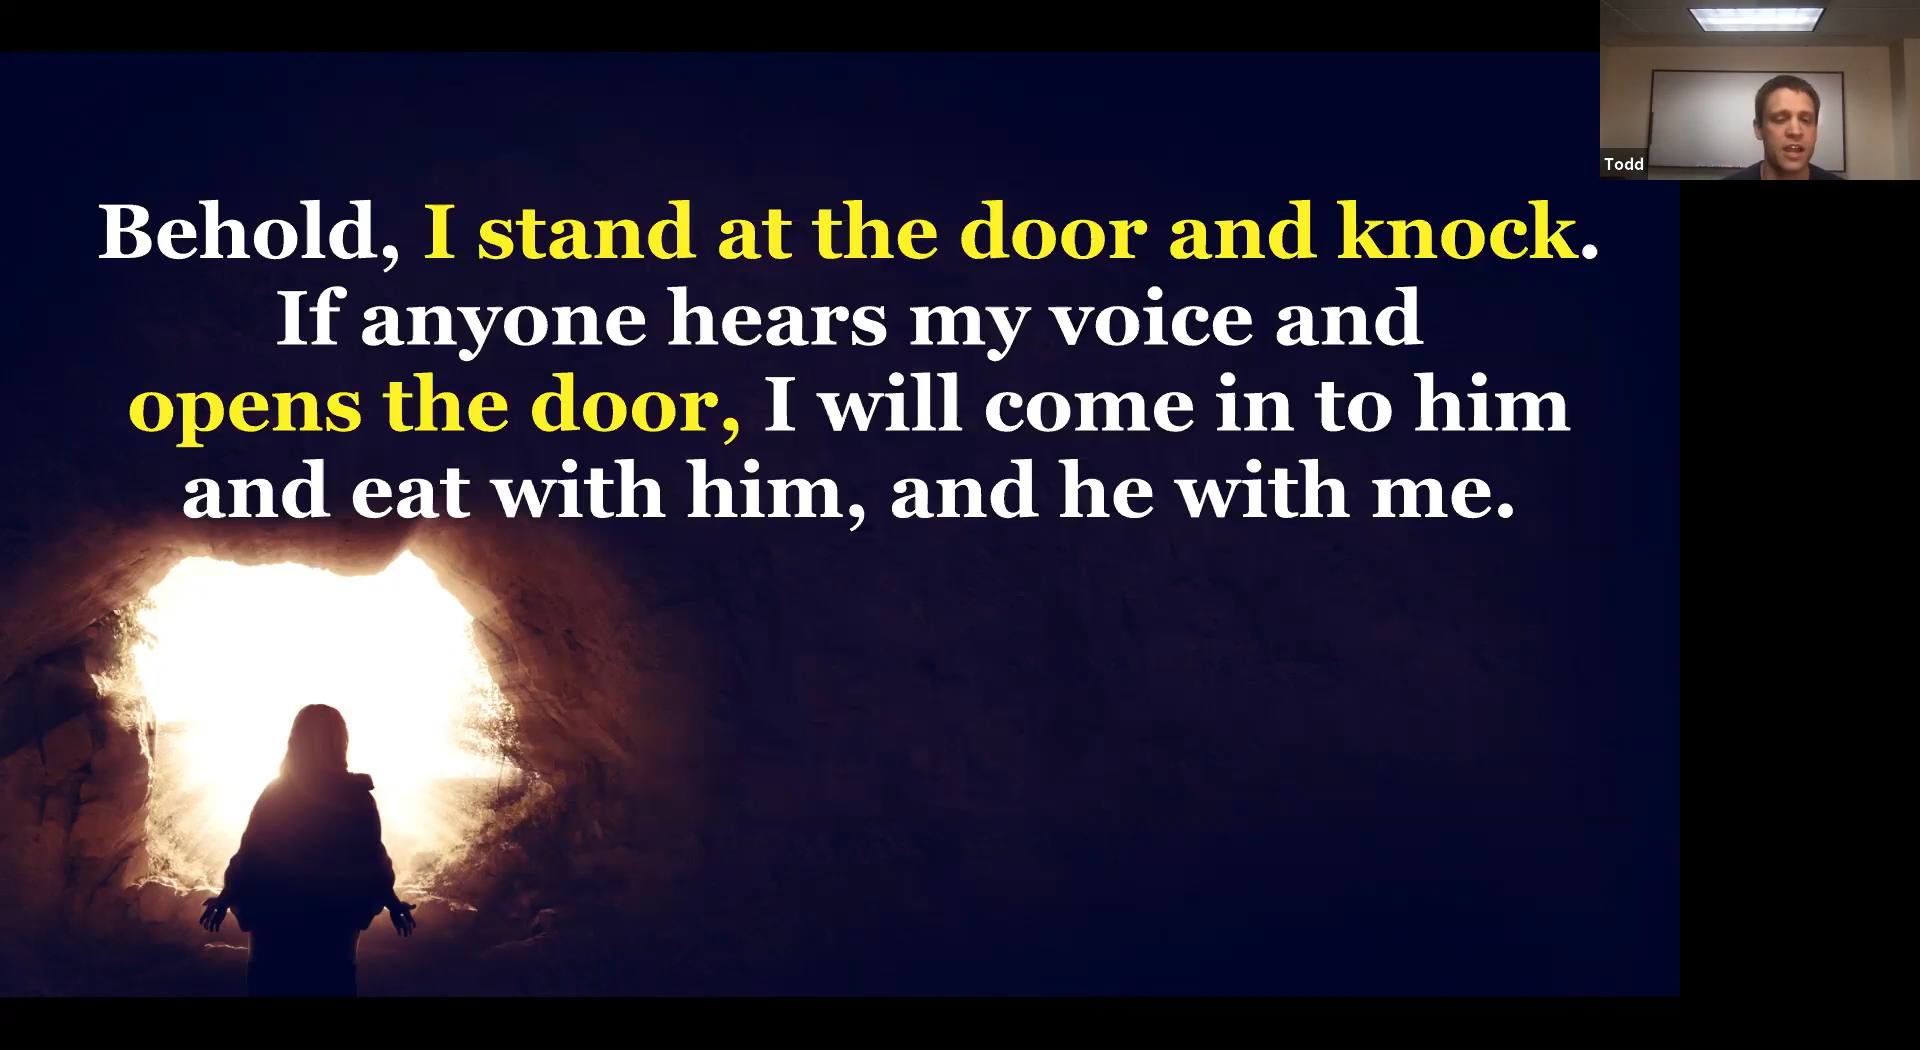 Behold, I stand at the door and knock.
If anyone hears my voice and
opens the door, I will come in to him
and eat with him, and he with me.
Todd